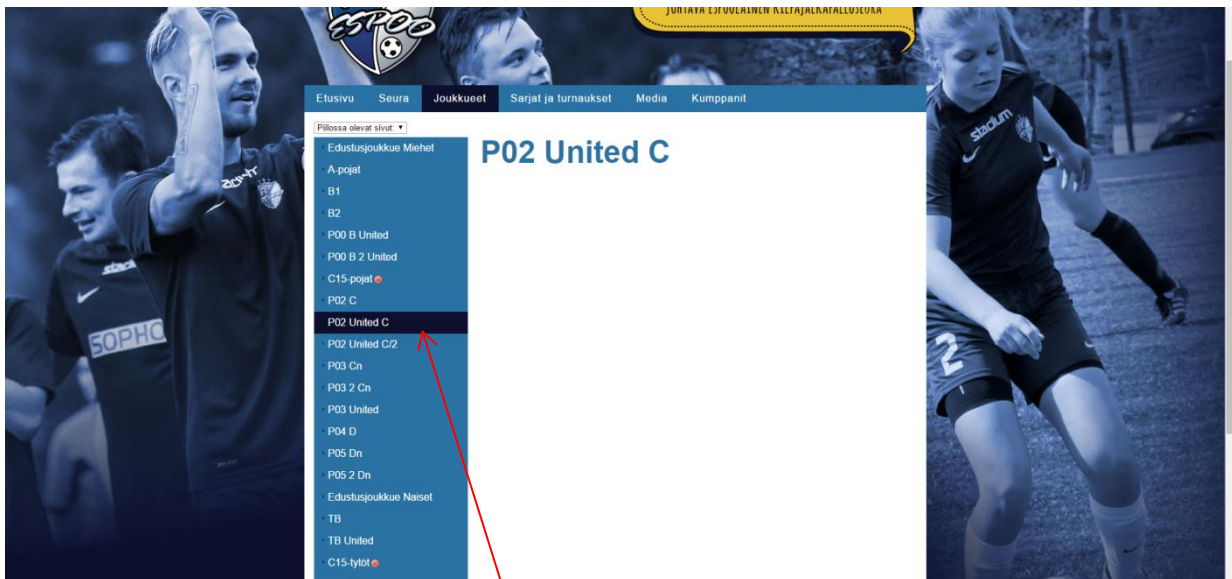 ESPOO
JOHTAVA ESPOOLAINEN KILPAJALKAPALLOSEURA
Etusivu Seura Joukkueet Sarjat ja turnaukset Media Kumppanit
Piilossa olevat sivut:
P02 United C
Edustusjoukkue Miehet
A-pojat
B1
B2
P00 B United
P00 B 2 United
C15-pojat
P02 C
P02 United C
P02 United C/2
P03 Cn
P03 2 Cn
P03 United
P04 D
P05 Dn
P05 2 Dn
Edustusjoukkue Naiset
TB
TB United
C15-tytöt
stadium
SOPHO
stadium
2